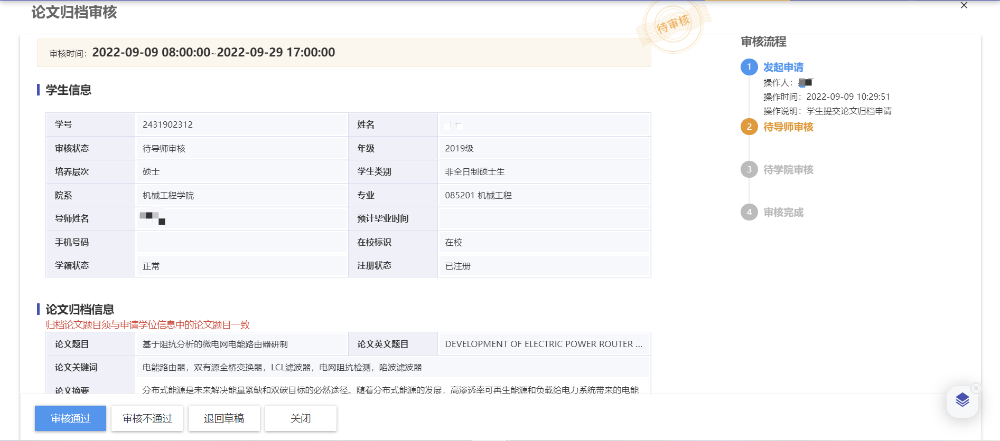 论文归档审核
待审核
审核时间：2022-09-09 08:00:00~2022-09-29 17:00:00
学生信息
学号 2431902312 姓名
审核状态 待导师审核 年级 2019级
培养层次 硕士 学生类别 非全日制硕士生
院系 机械工程学院 专业 085201 机械工程
导师姓名 预计毕业时间
手机号码 在校标识 在校
学籍状态 正常 注册状态 已注册
论文归档信息
归档论文题目须与申请学位信息中的论文题目一致
论文题目 基于阻抗分析的微电网电能路由器研制 论文英文题目 DEVELOPMENT OF ELECTRIC POWER ROUTER ...
论文关键词 电能路由器，双有源全桥变换器，LCL滤波器，电网阻抗检测，陷波滤波器
论文摘要 分布式能源是未来解决能量紧缺和双碳目标的必然途径。随着分布式能源的发展，高渗透率可再生能源和负载给电力系统带来的电能
审核通过 审核不通过 退回草稿 关闭
审核流程
1 发起申请
操作人：
操作时间：2022-09-09 10:29:51
操作说明：学生提交论文归档申请
2 待导师审核
3 待学院审核
4 审核完成